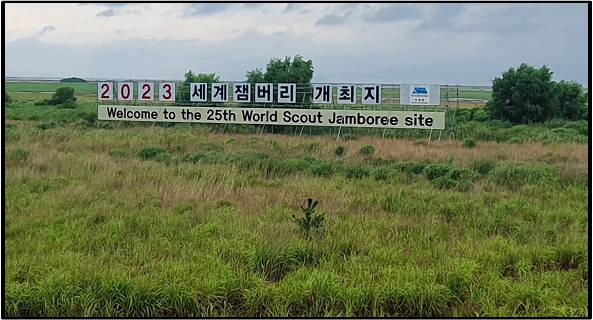 2023 세계잼버리 개최지
Welcome to the 25th World Scout Jamboree site